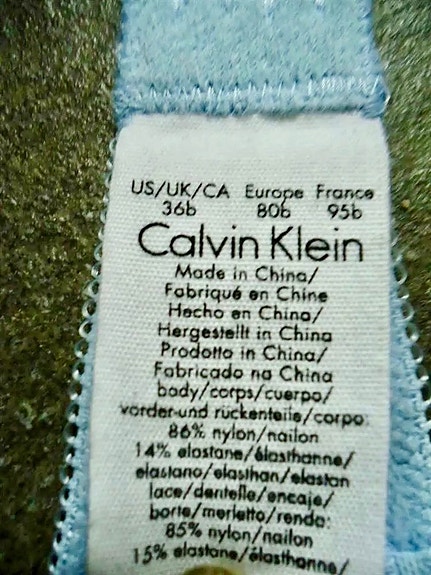 US/UK/CA Europe France
36b 80b 95b
Calvin Klein
Made in China/
Fabriqué en Chine
Hecho en China/
Hergestellt in China
Prodotto in China/
Fabricado na China
body/corps/cuerpo/
vorder-und rückenteile/corpo:
86% nylon/nailon
14% elastane/élasthanne/
elastano/elasthan/elastan
lace/dentelle/encaje/
borte/merletto/renda:
85% nylon/nailon
15% elastane/élasthanne/